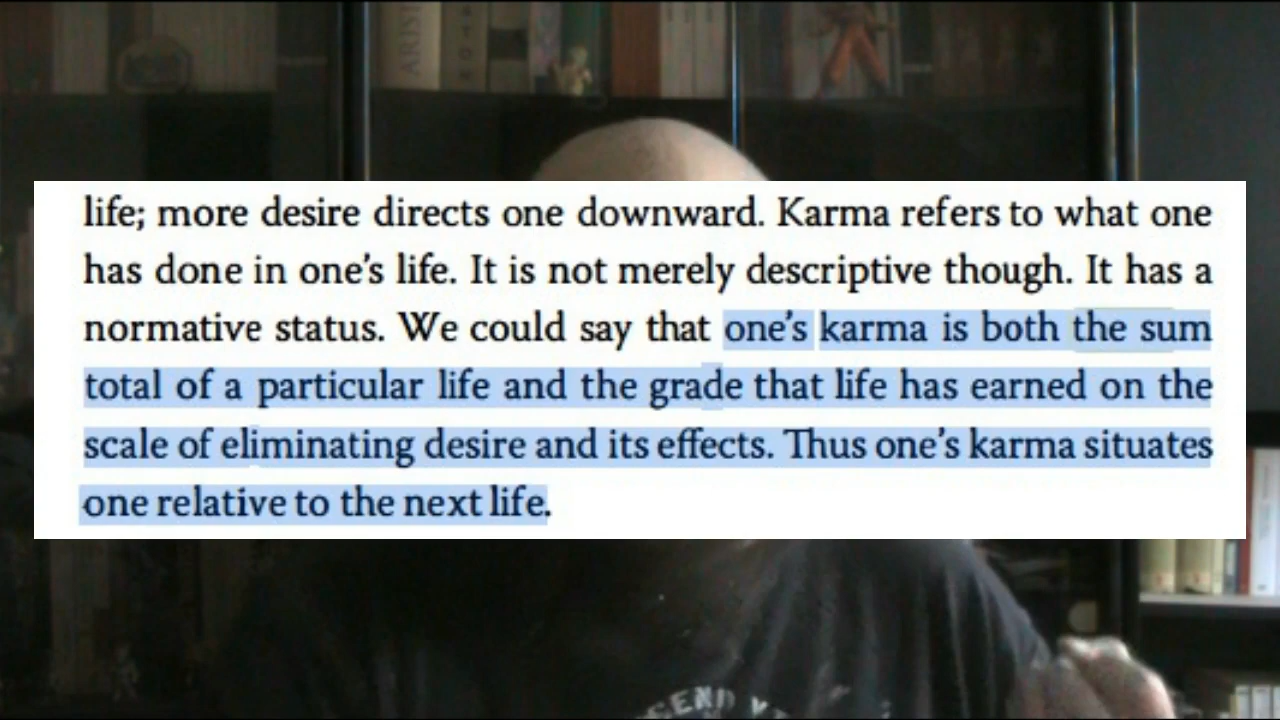 ARIST
life; more desire directs one downward. Karma refers to what one
has done in one's life. It is not merely descriptive though. It has a
normative status. We could say that one's karma is both the sum
total of a particular life and the grade that life has earned on the
scale of eliminating desire and its effects. Thus one's karma situates
one relative to the next life.